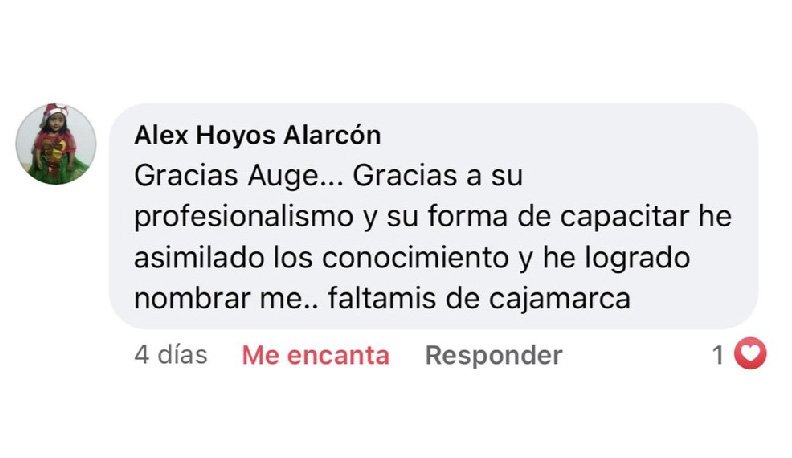 Alex Hoyos Alarcón
Gracias Auge... Gracias a su
profesionalismo y su forma de capacitar he
asimilado los conocimiento y he logrado
nombrar me.. faltamis de cajamarca
4 días Me encanta Responder 1